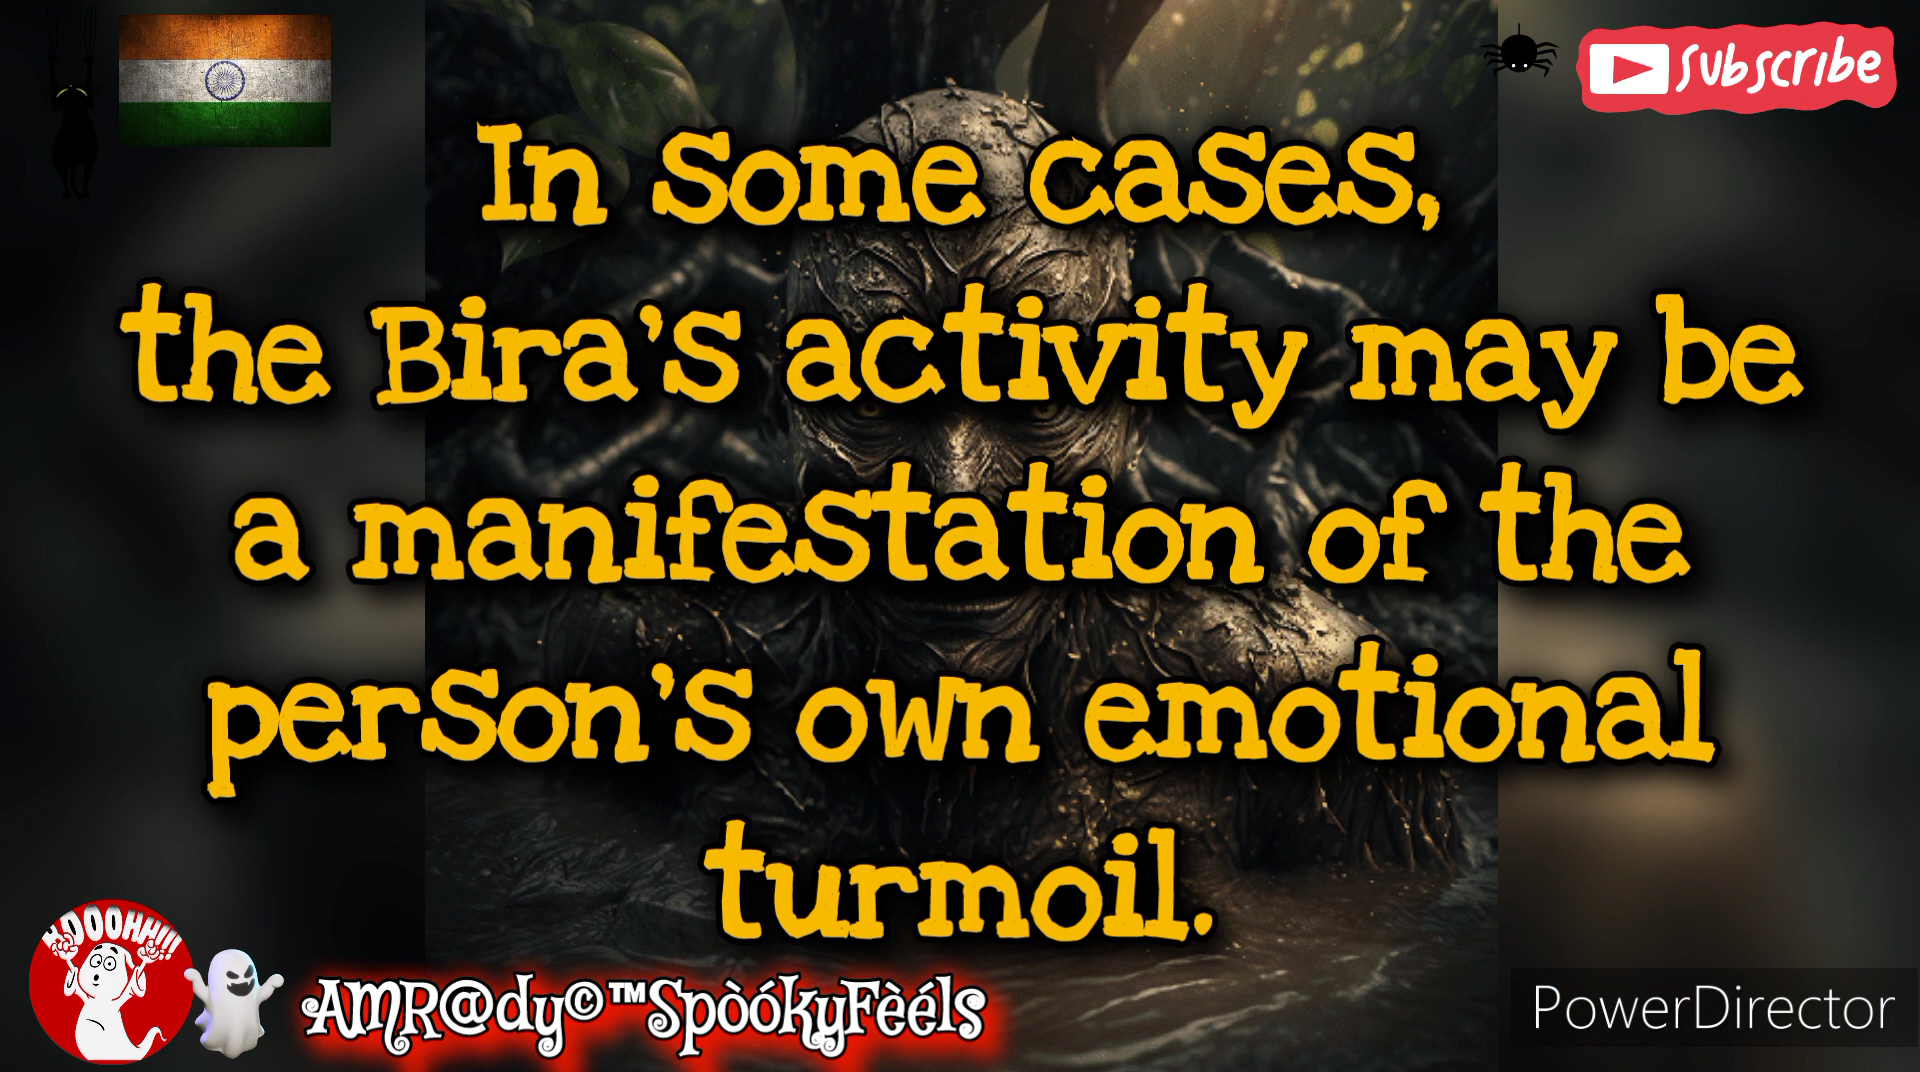 Subscribe
In some cases,
the Bira's activity may be
a manifestation of the
person's own emotional
turmoil.
AMR@dy©™SpòókyFèéls
PowerDirector